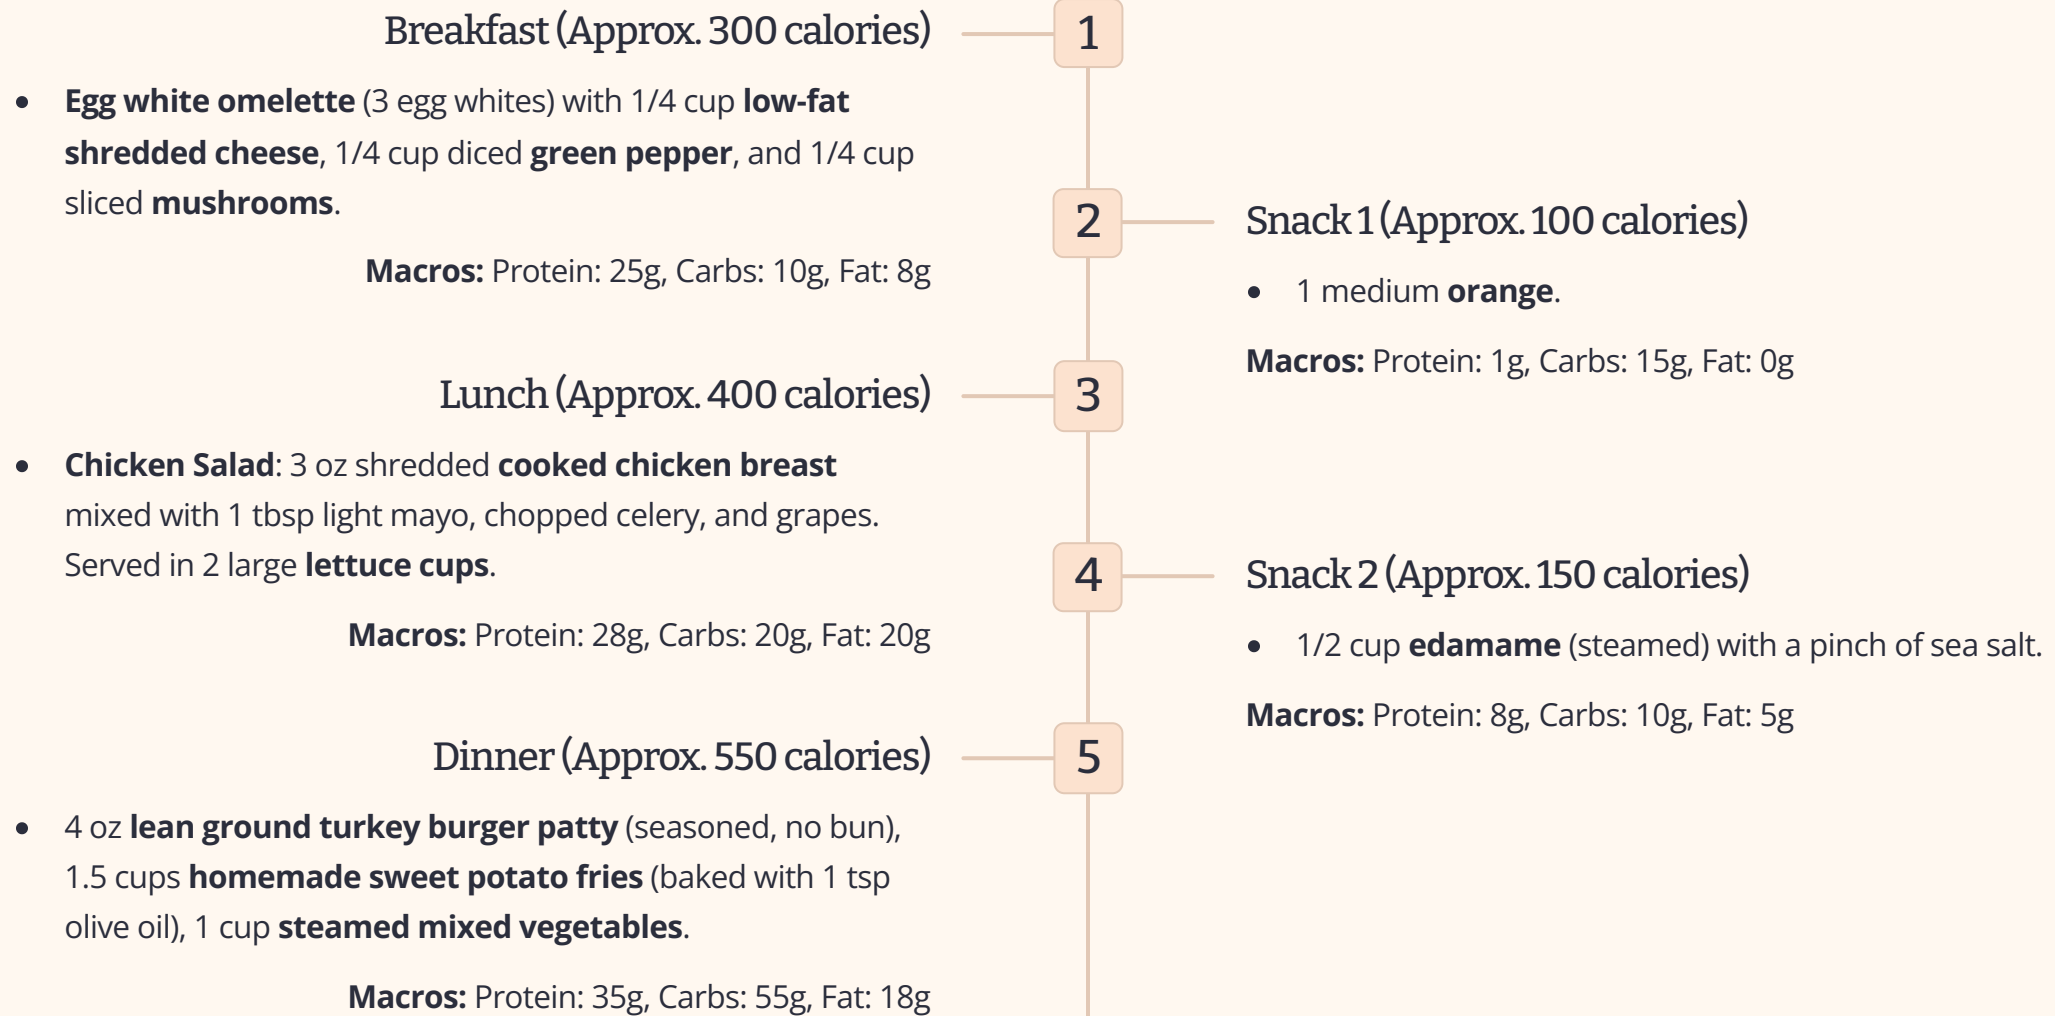 Breakfast (Approx. 300 calories)
1
• Egg white omelette (3 egg whites) with 1/4 cup low-fat
shredded cheese, 1/4 cup diced green pepper, and 1/4 cup
sliced mushrooms.
Macros: Protein: 25g, Carbs: 10g, Fat: 8g
2
Snack 1 (Approx. 100 calories)
• 1 medium orange.
Macros: Protein: 1g, Carbs: 15g, Fat: 0g
Lunch (Approx. 400 calories)
3
• Chicken Salad: 3 oz shredded cooked chicken breast
mixed with 1 tbsp light mayo, chopped celery, and grapes.
Served in 2 large lettuce cups.
Macros: Protein: 28g, Carbs: 20g, Fat: 20g
4
Snack 2 (Approx. 150 calories)
• 1/2 cup edamame (steamed) with a pinch of sea salt.
Macros: Protein: 8g, Carbs: 10g, Fat: 5g
Dinner (Approx. 550 calories)
5
• 4 oz lean ground turkey burger patty (seasoned, no bun),
1.5 cups homemade sweet potato fries (baked with 1 tsp
olive oil), 1 cup steamed mixed vegetables.
Macros: Protein: 35g, Carbs: 55g, Fat: 18g